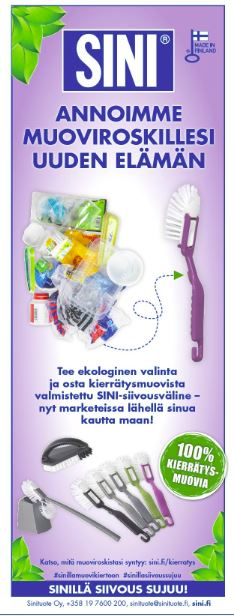 SINI®
MADE IN
FINLAND
ANNOIMME
MUOVIROSKILLESI
UUDEN ELÄMÄN
Tee ekologinen valinta
ja osta kierrätysmuovista
valmistettu SINI-siivousväline –
nyt marketeissa lähellä sinua
kautta maan!
100%
KIERRÄTYS-
MUOVIA
Katso, mitä muoviroskistasi syntyy: sini.fi/kierratys
#sinillamuovikiertoon #sinillasiivoussujuu
SINILLÄ SIIVOUS SUJUU!
Sinituote Oy, +358 19 7600 200, sinituote@sinituote.fi, sini.fi